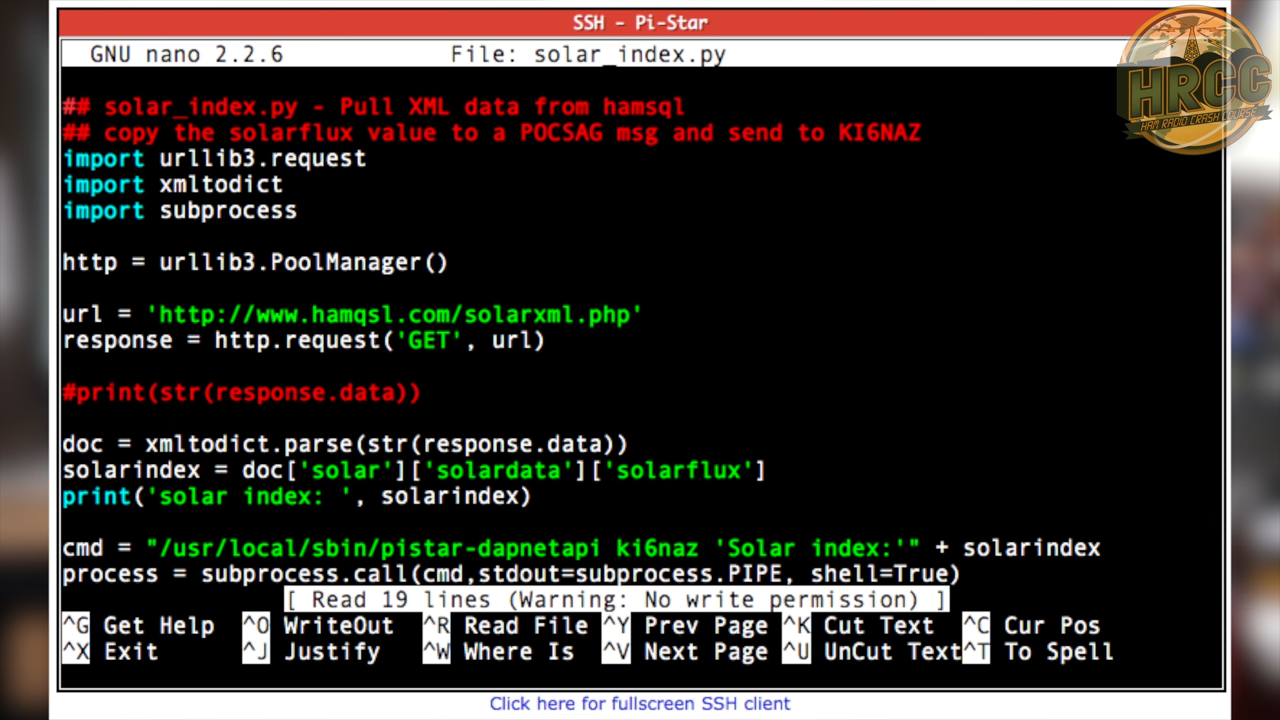 SSH - Pi-Star
GNU nano 2.2.6 File: solar_index.py
HRCC
HAM RADIO CRASH COURSE
## solar_index.py - Pull XML data from hamsql
## copy the solarflux value to a POCSAG msg and send to KI6NAZ
import urllib3.request
import xmltodict
import subprocess
http = urllib3.PoolManager()
url = 'http://www.hamqsl.com/solarxml.php'
response = http.request('GET', url)
#print(str(response.data))
doc = xmltodict.parse(str(response.data))
solarindex = doc['solar']['solardata']['solarflux']
print('solar index: ', solarindex)
cmd = "/usr/local/sbin/pistar-dapnetapi ki6naz 'Solar index:'" + solarindex
process = subprocess.call(cmd,stdout=subprocess.PIPE, shell=True)
[ Read 19 lines (Warning: No write permission) ]
^G Get Help ^O WriteOut ^R Read File ^Y Prev Page ^K Cut Text ^C Cur Pos
^X Exit ^J Justify ^W Where Is ^V Next Page ^U UnCut Text ^T To Spell
Click here for fullscreen SSH client